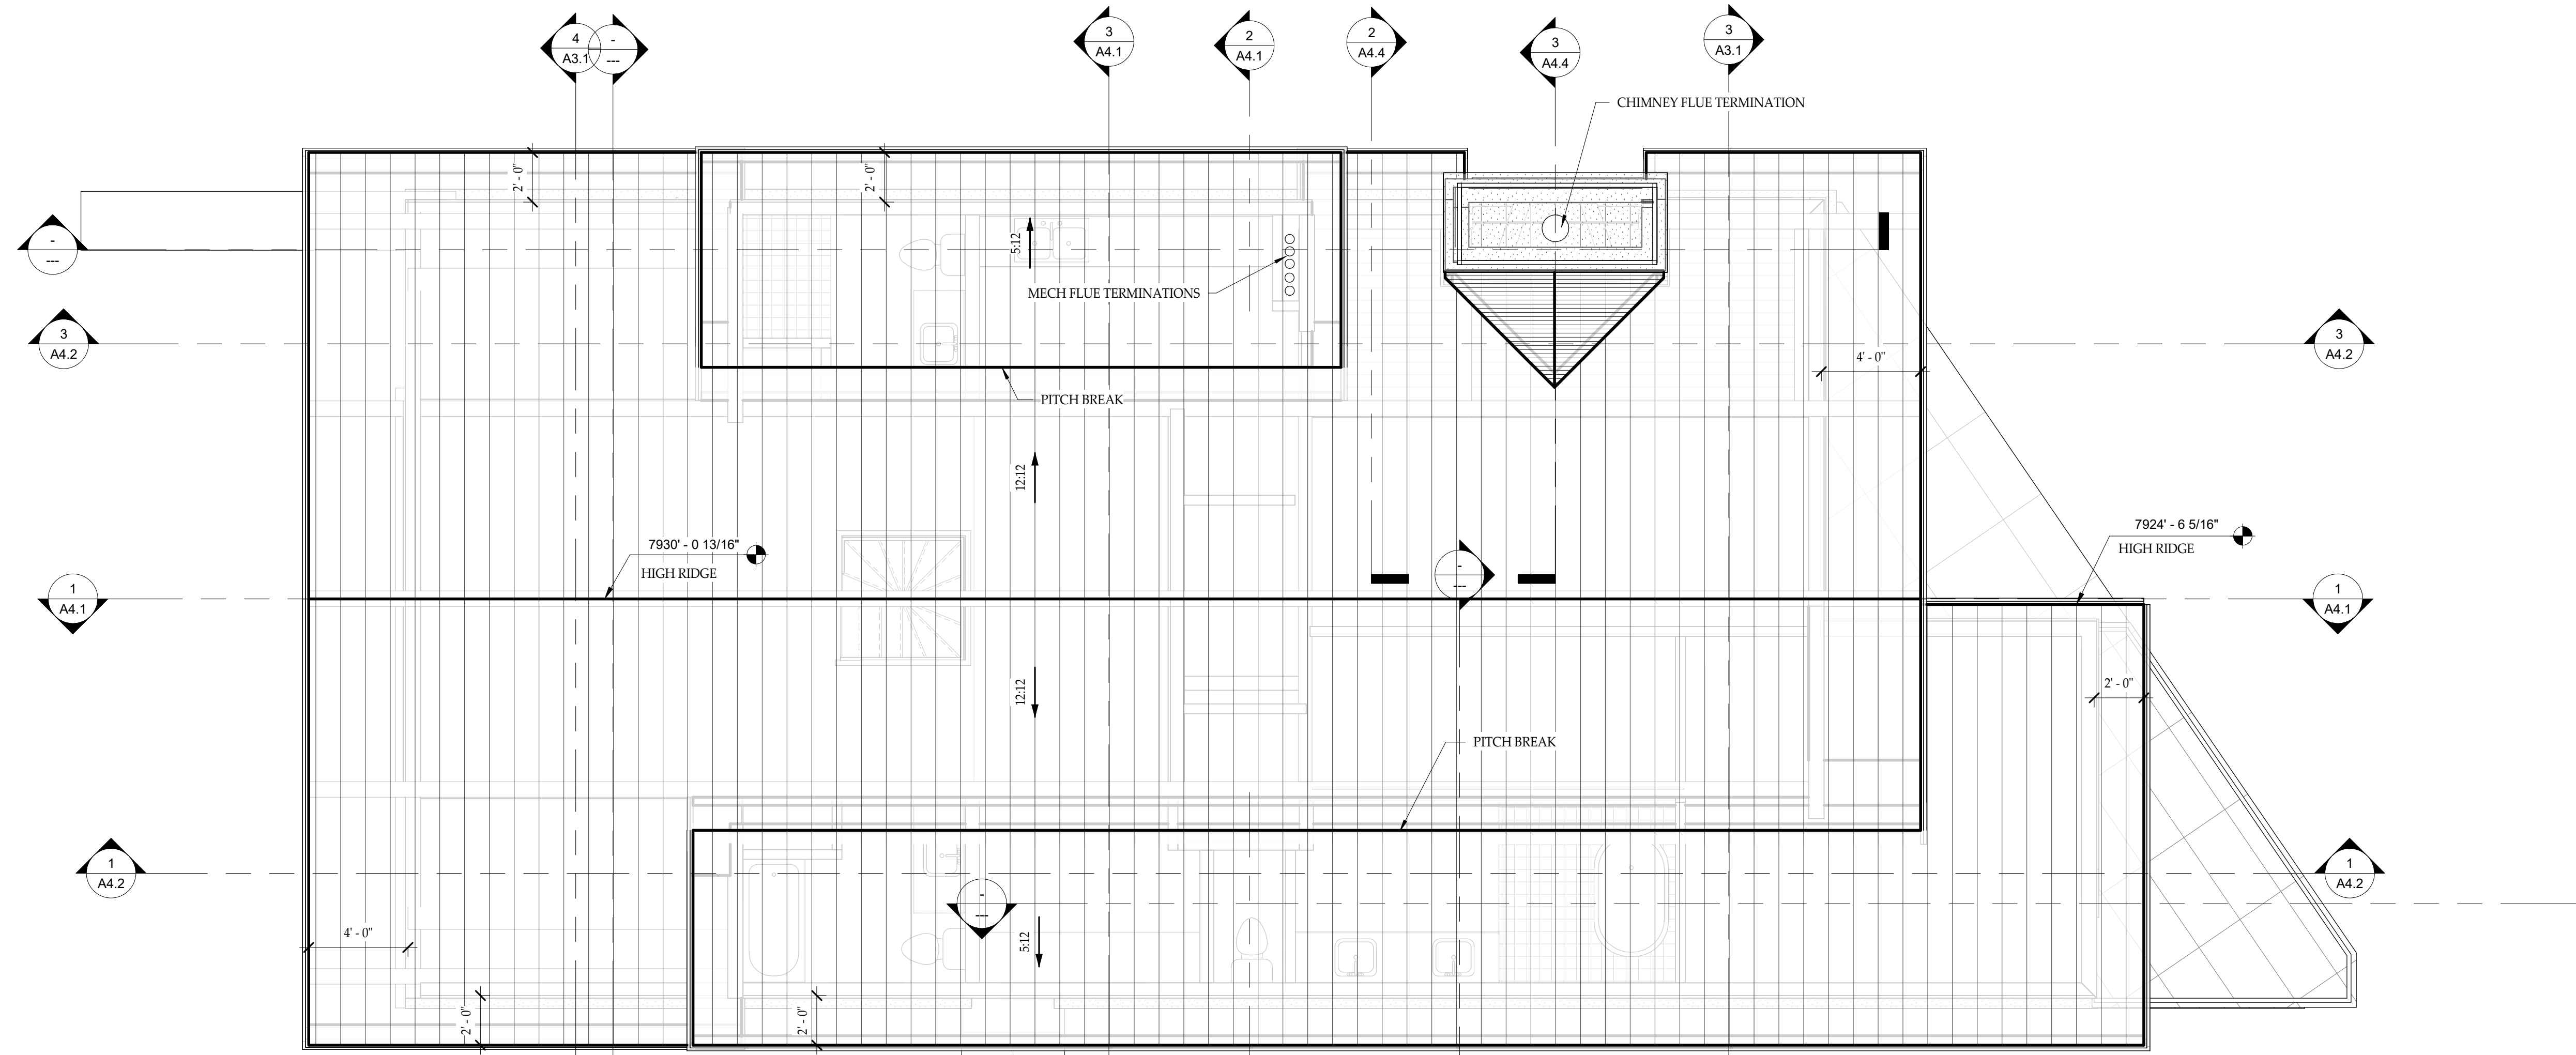 4
A3.1
-
---
3
A4.1
2
A4.1
2
A4.4
3
A4.4
3
A3.1
CHIMNEY FLUE TERMINATION
2' - 0"
2' - 0"
5:12
-
---
MECH FLUE TERMINATIONS
3
A4.2
3
A4.2
4' - 0"
PITCH BREAK
12:12
7930' - 0 13/16"
HIGH RIDGE
7924' - 6 5/16"
HIGH RIDGE
-
---
1
A4.1
1
A4.1
12:12
2' - 0"
PITCH BREAK
1
A4.2
1
A4.2
-
---
4' - 0"
5:12
2' - 0"
2' - 0"